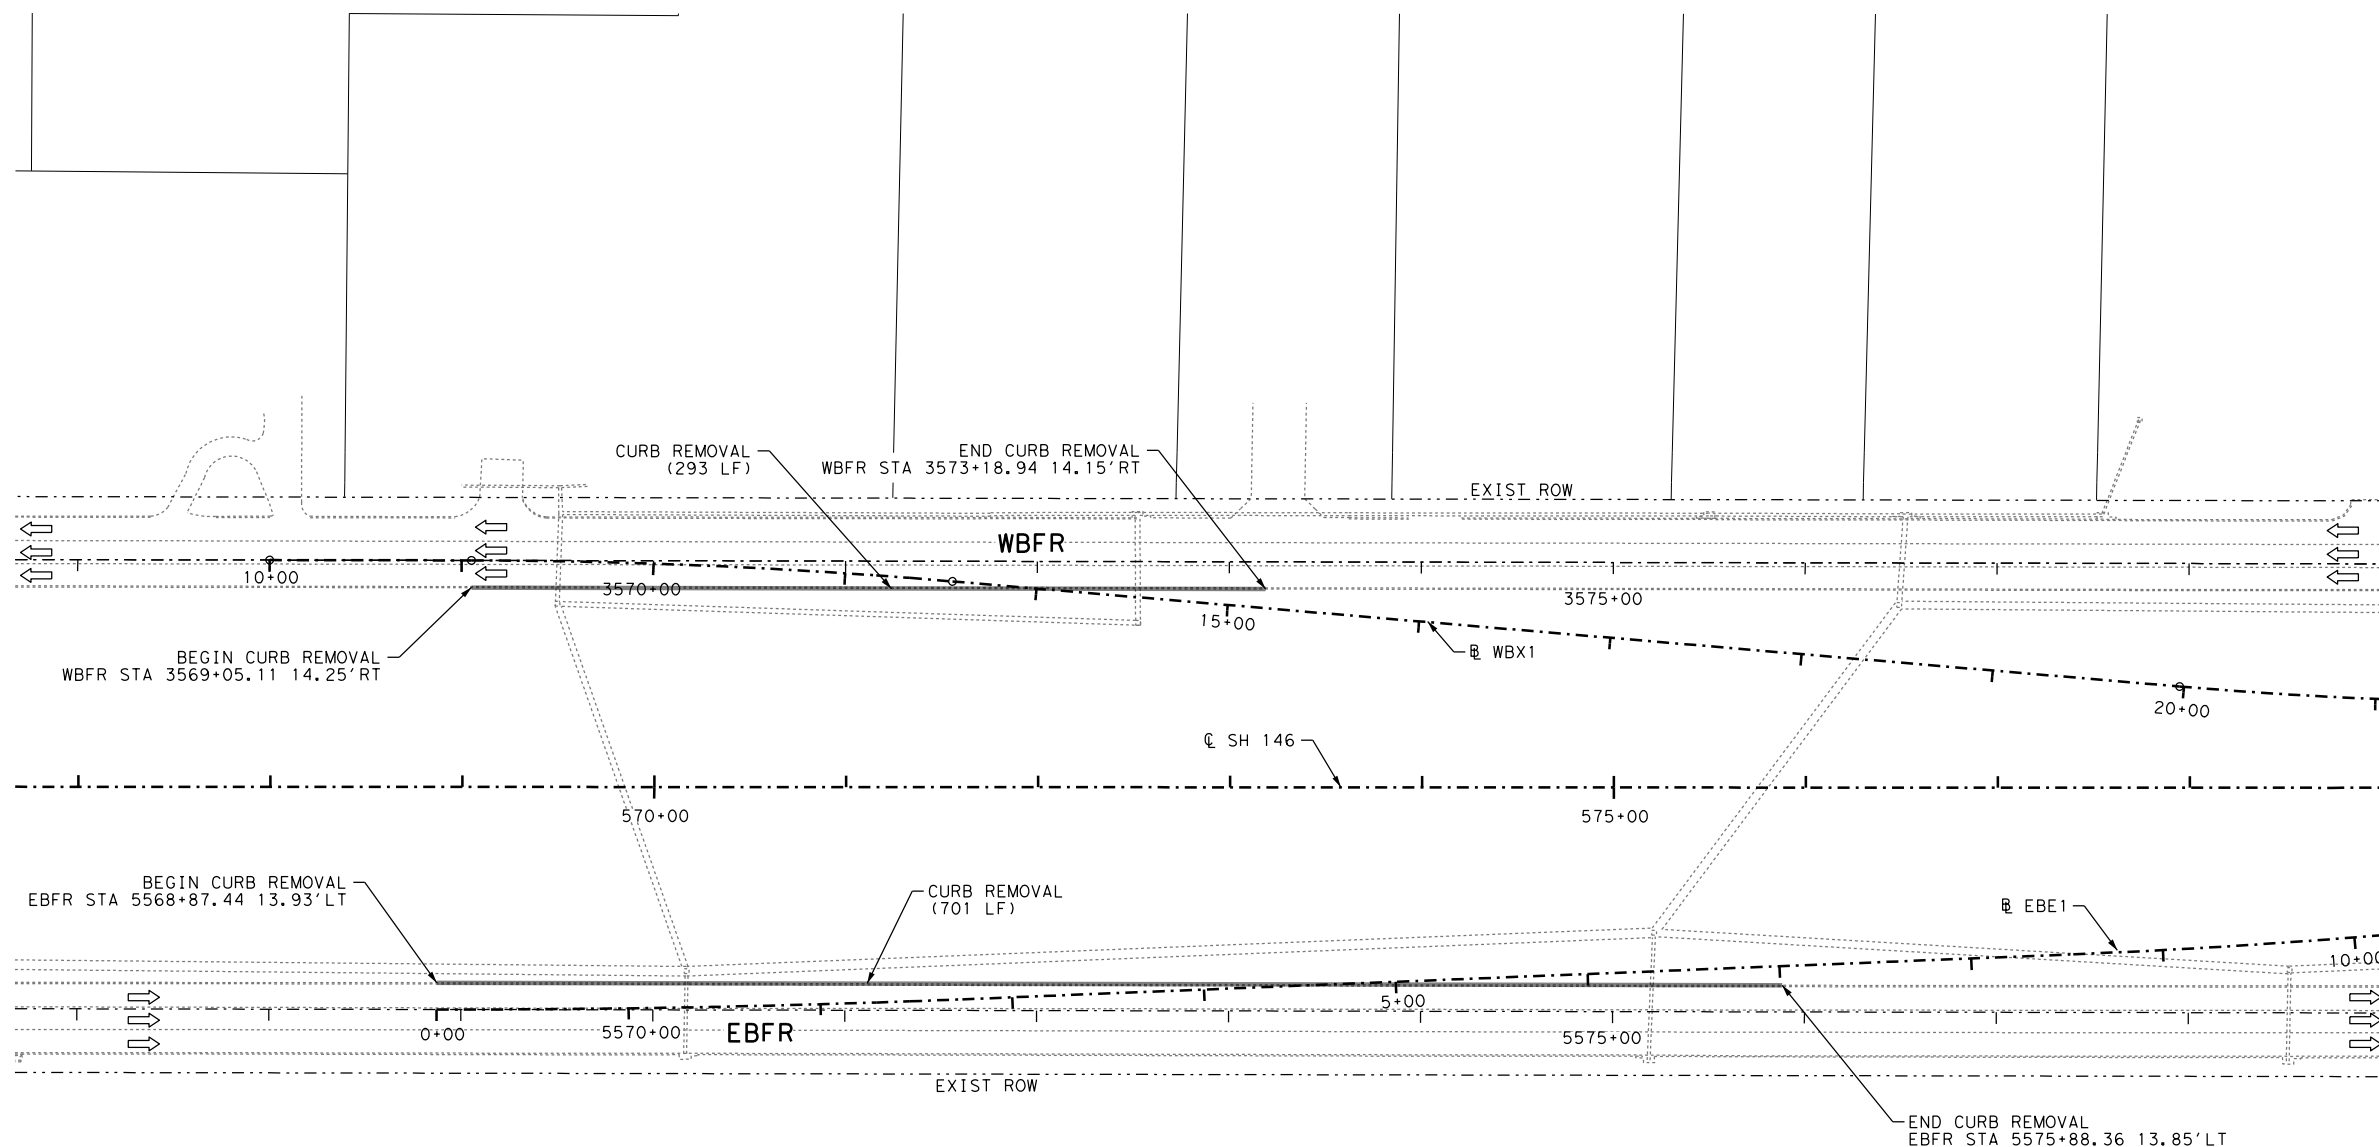 CURB REMOVAL
(293 LF)
END CURB REMOVAL
WBFR STA 3573+18.94 14.15'RT
EXIST ROW
WBFR
10+00
3570+00
3575+00
15+00
BEGIN CURB REMOVAL
WBFR STA 3569+05.11 14.25'RT
℄ WBX1
20+00
℄ SH 146
570+00
575+00
BEGIN CURB REMOVAL
EBFR STA 5568+87.44 13.93'LT
CURB REMOVAL
(701 LF)
EBE1
10+00
5+00
0+00
5570+00
EBFR
5575+00
EXIST ROW
END CURB REMOVAL
EBFR STA 5575+88.36 13.85'LT